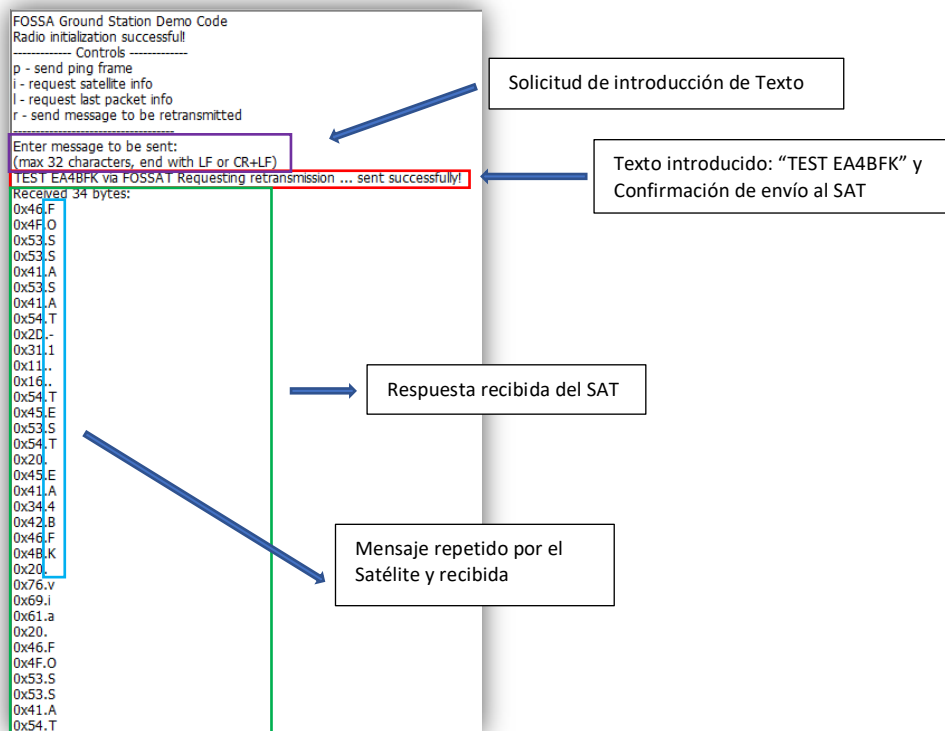 FOSSA Ground Station Demo Code
Radio initialization successful!
------------- Controls -------------
p - send ping frame
i - request satellite info
l - request last packet info
r - send message to be retransmitted
------------------------------------
Enter message to be sent:
(max 32 characters, end with LF or CR+LF)
TEST EA4BFK via FOSSAT Requesting retransmission ... sent successfully!
Received 34 bytes:
0x46.F
0x4F.O
0x53.S
0x53.S
0x41.A
0x53.S
0x41.A
0x54.T
0x2D.-
0x31.1
0x11..
0x16..
0x54.T
0x45.E
0x53.S
0x54.T
0x20.
0x45.E
0x41.A
0x34.4
0x42.B
0x46.F
0x4B.K
0x20.
0x76.v
0x69.i
0x61.a
0x20.
0x46.F
0x4F.O
0x53.S
0x53.S
0x41.A
0x54.T
Solicitud de introducción de Texto
Texto introducido: “TEST EA4BFK” y
Confirmación de envío al SAT
Respuesta recibida del SAT
Mensaje repetido por el
Satélite y recibida